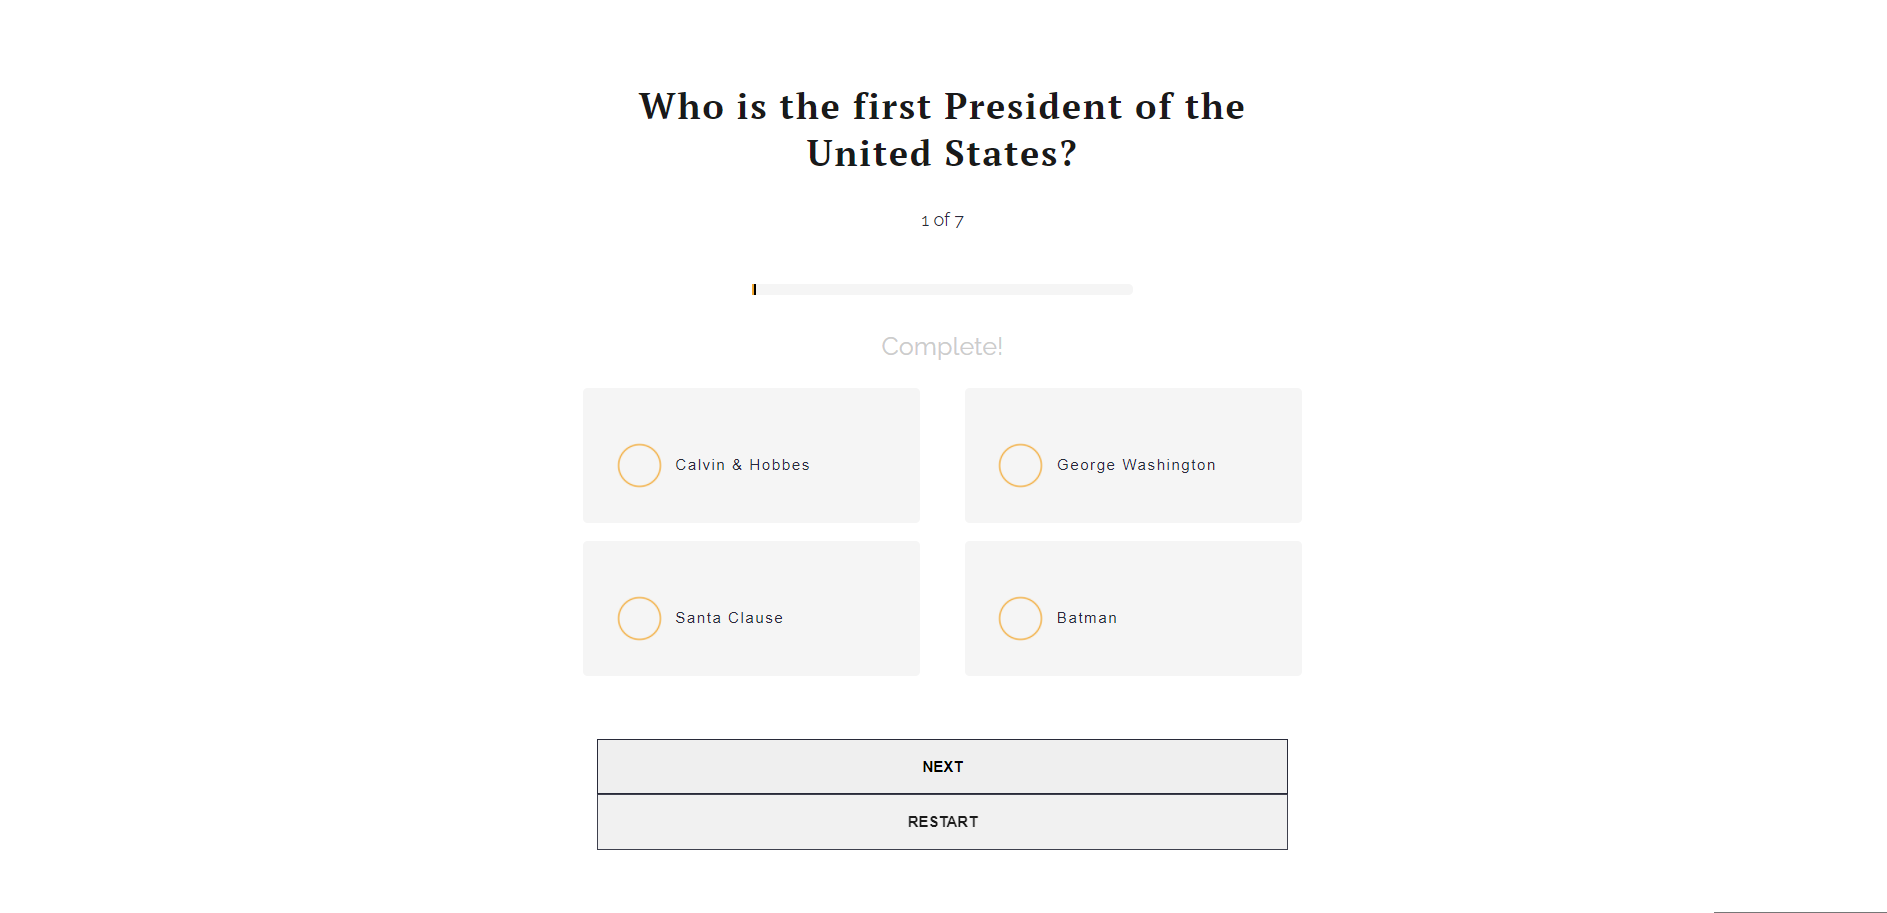 Who is the first President of the
United States?
1 of 7
Complete!
Calvin & Hobbes
George Washington
Santa Clause
Batman
NEXT
RESTART